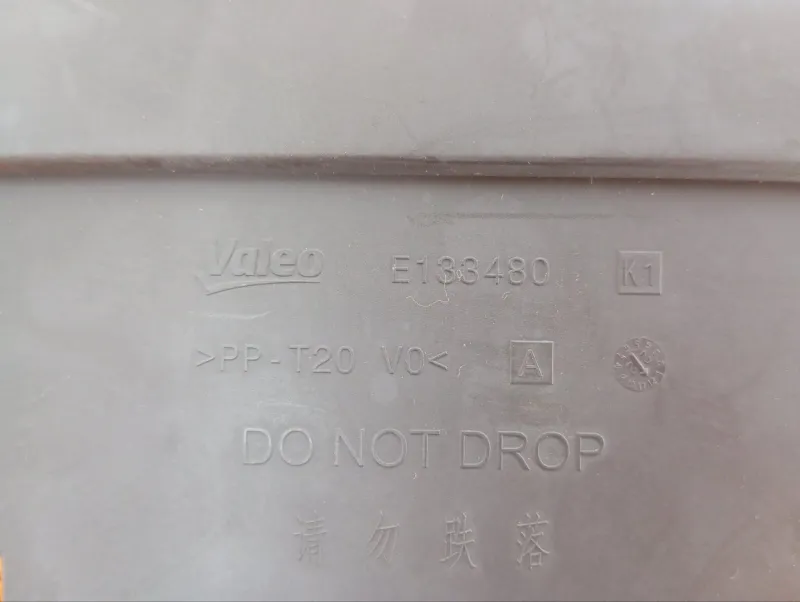 Valeo E133480 K1
>PP-T20 V0< A
DO NOT DROP
请勿跌落